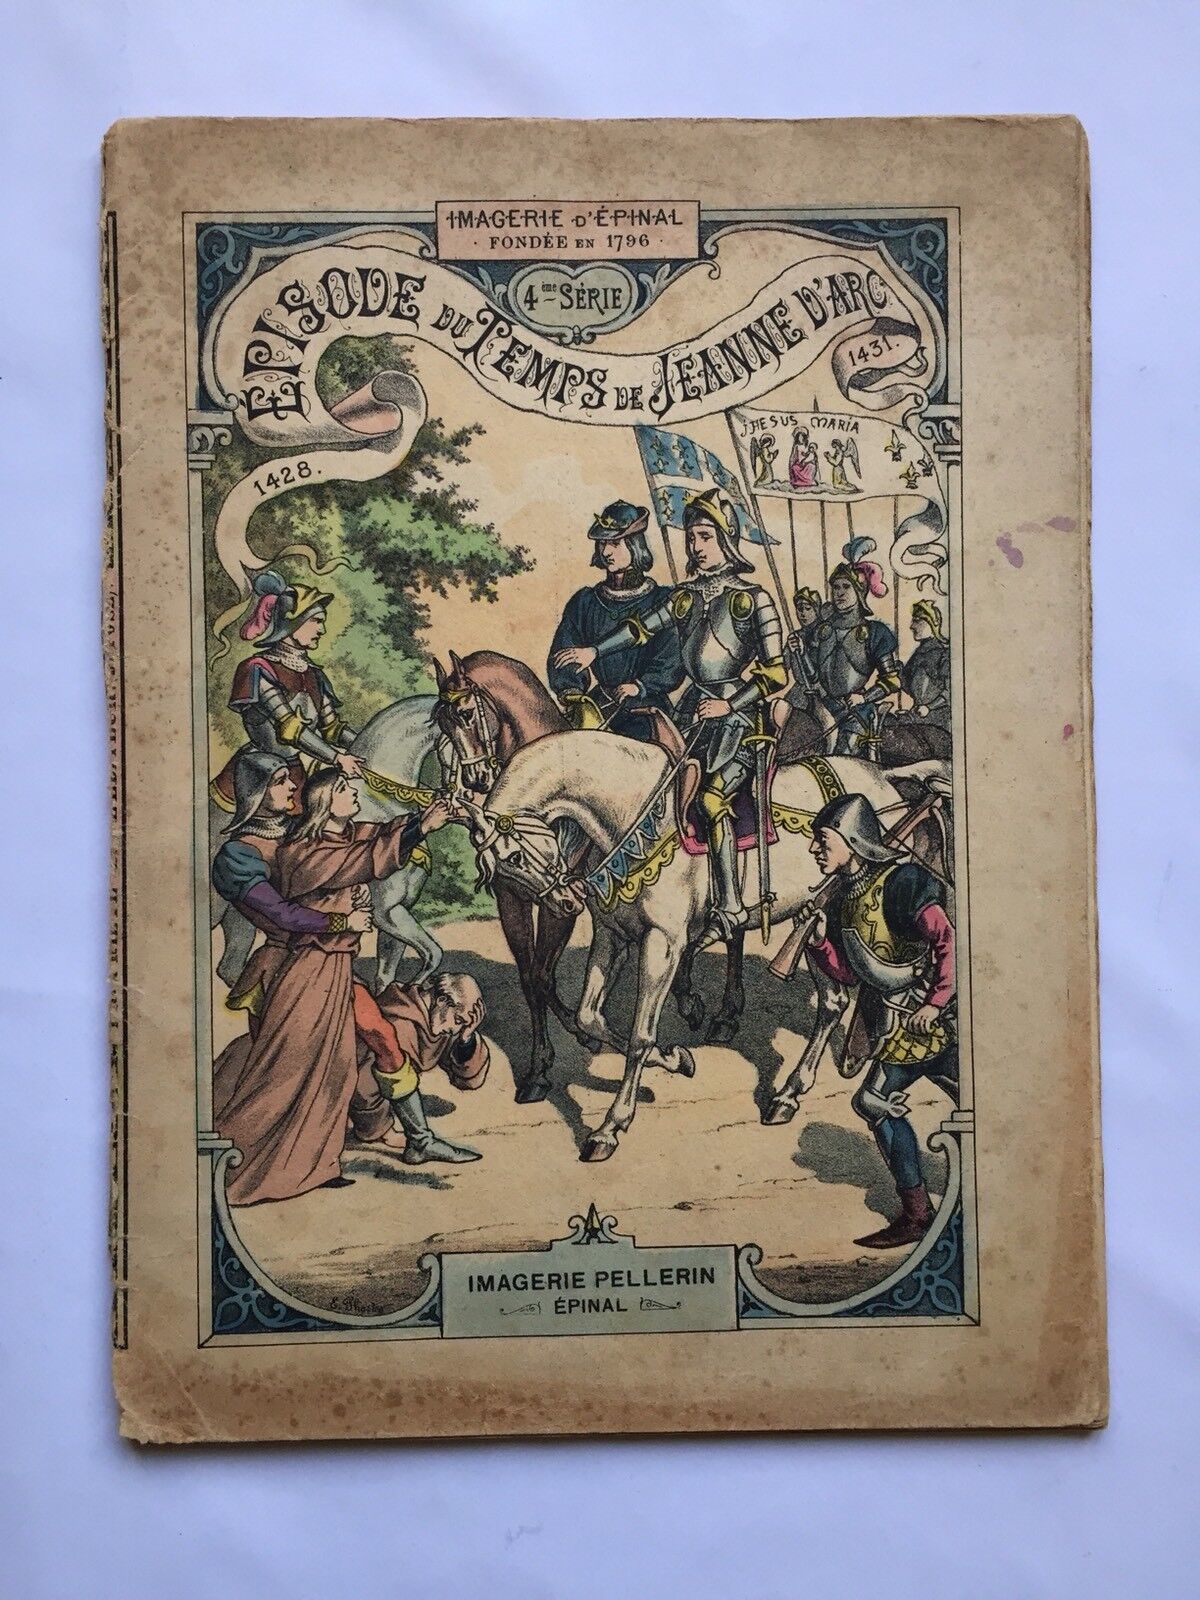 IMAGERIE D'ÉPINAL
· FONDÉE EN 1796 ·
4ème SÉRIE
ÉPISODE DU TEMPS DE JEANNE D'ARC
1428.
1431.
JHESUS MARIA
IMAGERIE PELLERIN
ÉPINAL